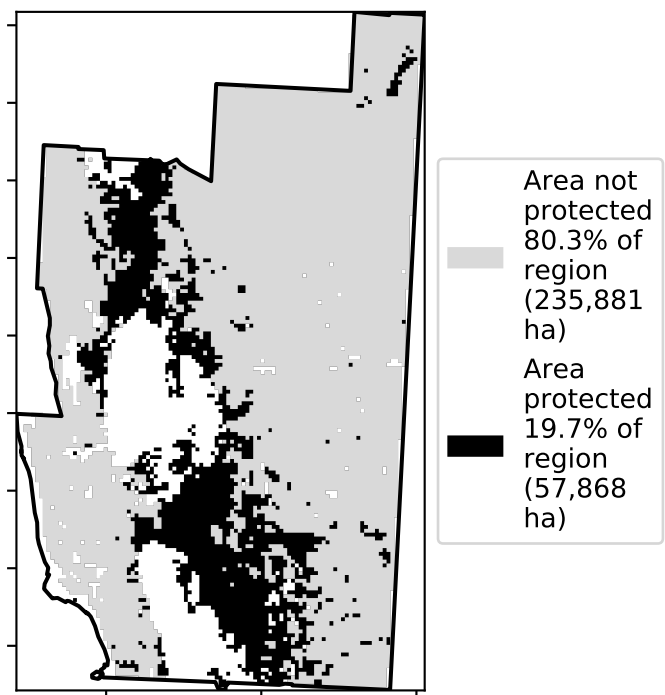 Area not
protected
80.3% of
region
(235,881
ha)
Area
protected
19.7% of
region
(57,868
ha)